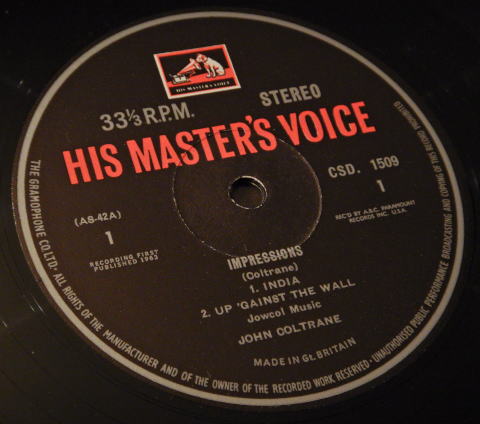 HIS MASTER'S VOICE
33⅓ R.P.M.
STEREO
HIS MASTER'S VOICE
(AS-42A)
1
RECORDING FIRST
PUBLISHED 1963
CSD. 1509
1
REC'D BY A.B.C. PARAMOUNT
RECORDS INC. U.S.A.
IMPRESSIONS
(Coltrane)
1. INDIA
2. UP 'GAINST THE WALL
Jowcol Music
JOHN COLTRANE
MADE IN Gt. BRITAIN
THE GRAMOPHONE CO. LTD. ALL RIGHTS OF THE MANUFACTURER AND OF THE OWNER OF THE RECORDED WORK RESERVED · UNAUTHORISED PUBLIC PERFORMANCE BROADCASTING AND COPYING OF THIS RECORD PROHIBITED